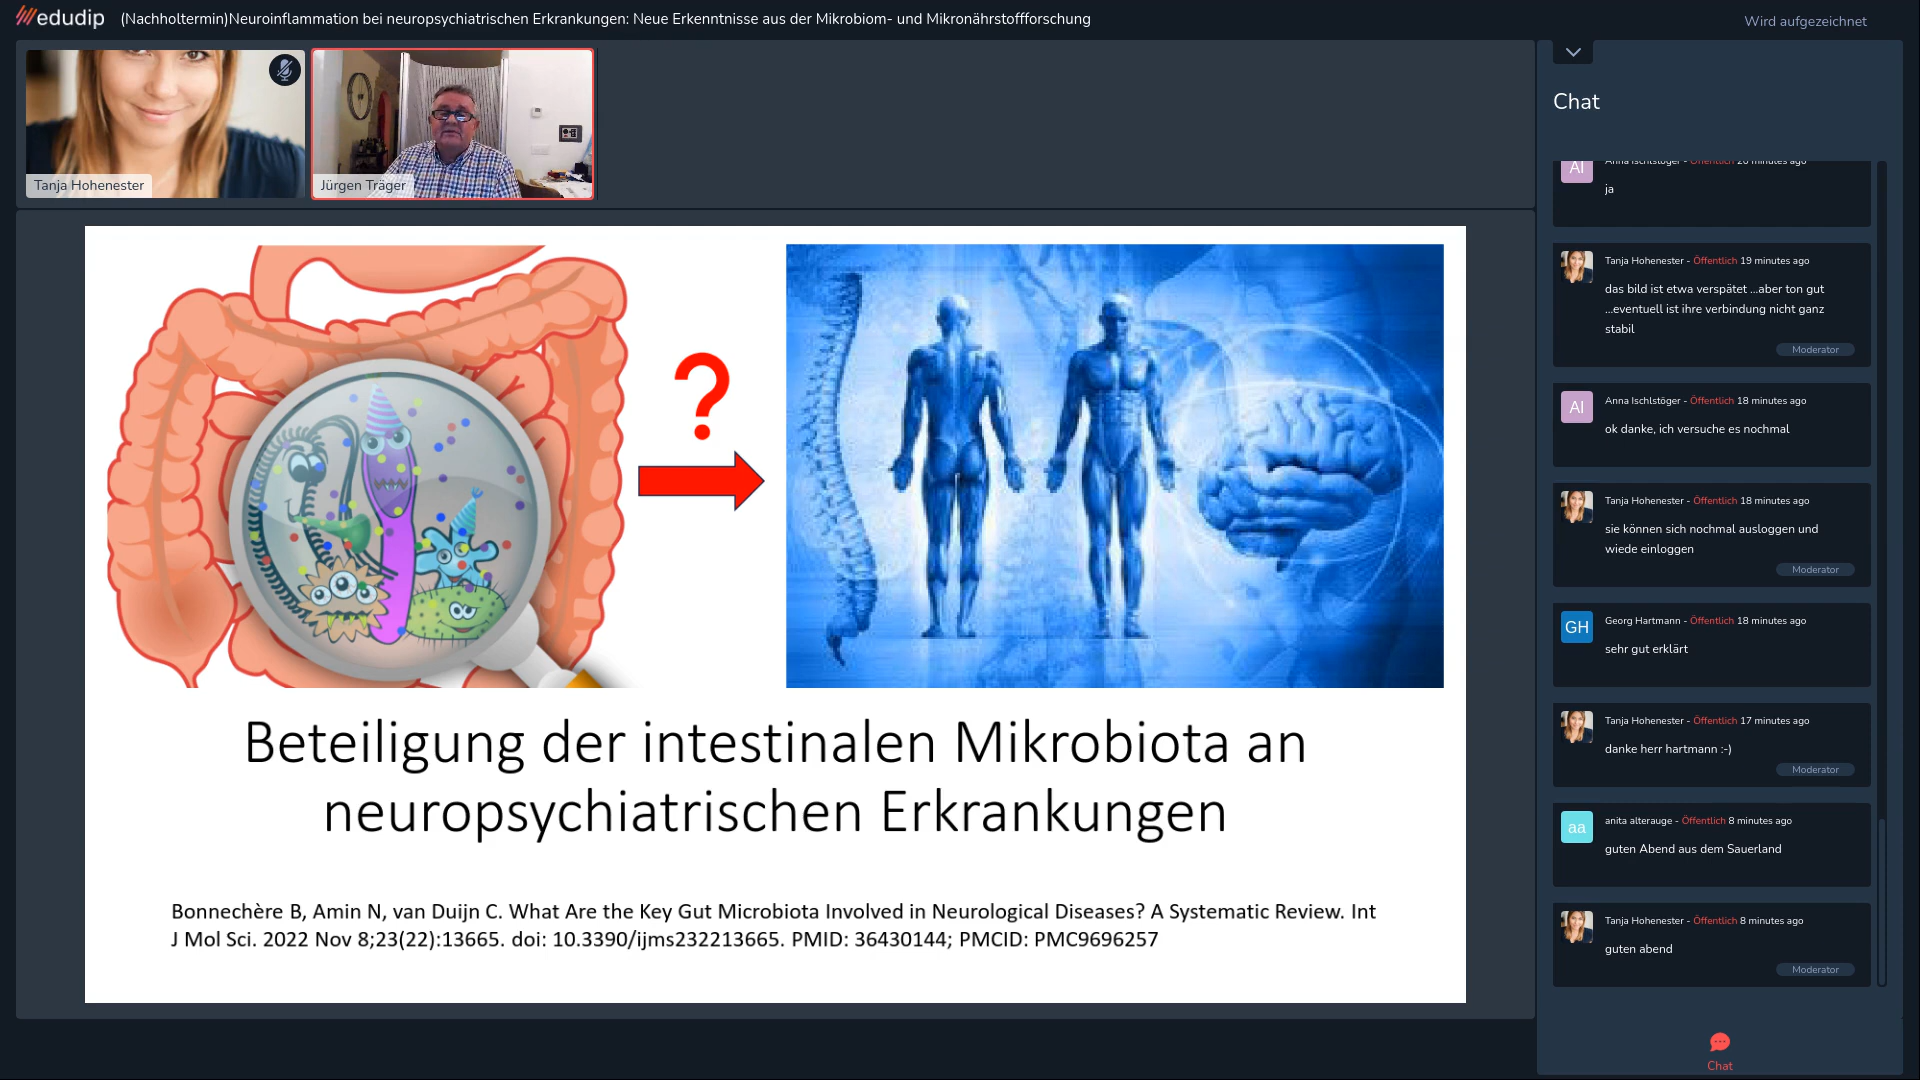 edudip
(Nachholtermin)Neuroinflammation bei neuropsychiatrischen Erkrankungen: Neue Erkenntnisse aus der Mikrobiom- und Mikronährstoffforschung
Wird aufgezeichnet
Tanja Hohenester
Jürgen Träger
?
Beteiligung der intestinalen Mikrobiota an
neuropsychiatrischen Erkrankungen
Bonnechère B, Amin N, van Duijn C. What Are the Key Gut Microbiota Involved in Neurological Diseases? A Systematic Review. Int
J Mol Sci. 2022 Nov 8;23(22):13665. doi: 10.3390/ijms232213665. PMID: 36430144; PMCID: PMC9696257
Chat
AI
Anna Ischlstöger - Öffentlich 20 minutes ago
ja
Tanja Hohenester - Öffentlich 19 minutes ago
das bild ist etwa verspätet ...aber ton gut
...eventuell ist ihre verbindung nicht ganz
stabil
Moderator
AI
Anna Ischlstöger - Öffentlich 18 minutes ago
ok danke, ich versuche es nochmal
Tanja Hohenester - Öffentlich 18 minutes ago
sie können sich nochmal ausloggen und
wiede einloggen
Moderator
GH
Georg Hartmann - Öffentlich 18 minutes ago
sehr gut erklärt
Tanja Hohenester - Öffentlich 17 minutes ago
danke herr hartmann :-)
Moderator
aa
anita alterauge - Öffentlich 8 minutes ago
guten Abend aus dem Sauerland
Tanja Hohenester - Öffentlich 8 minutes ago
guten abend
Moderator
Chat